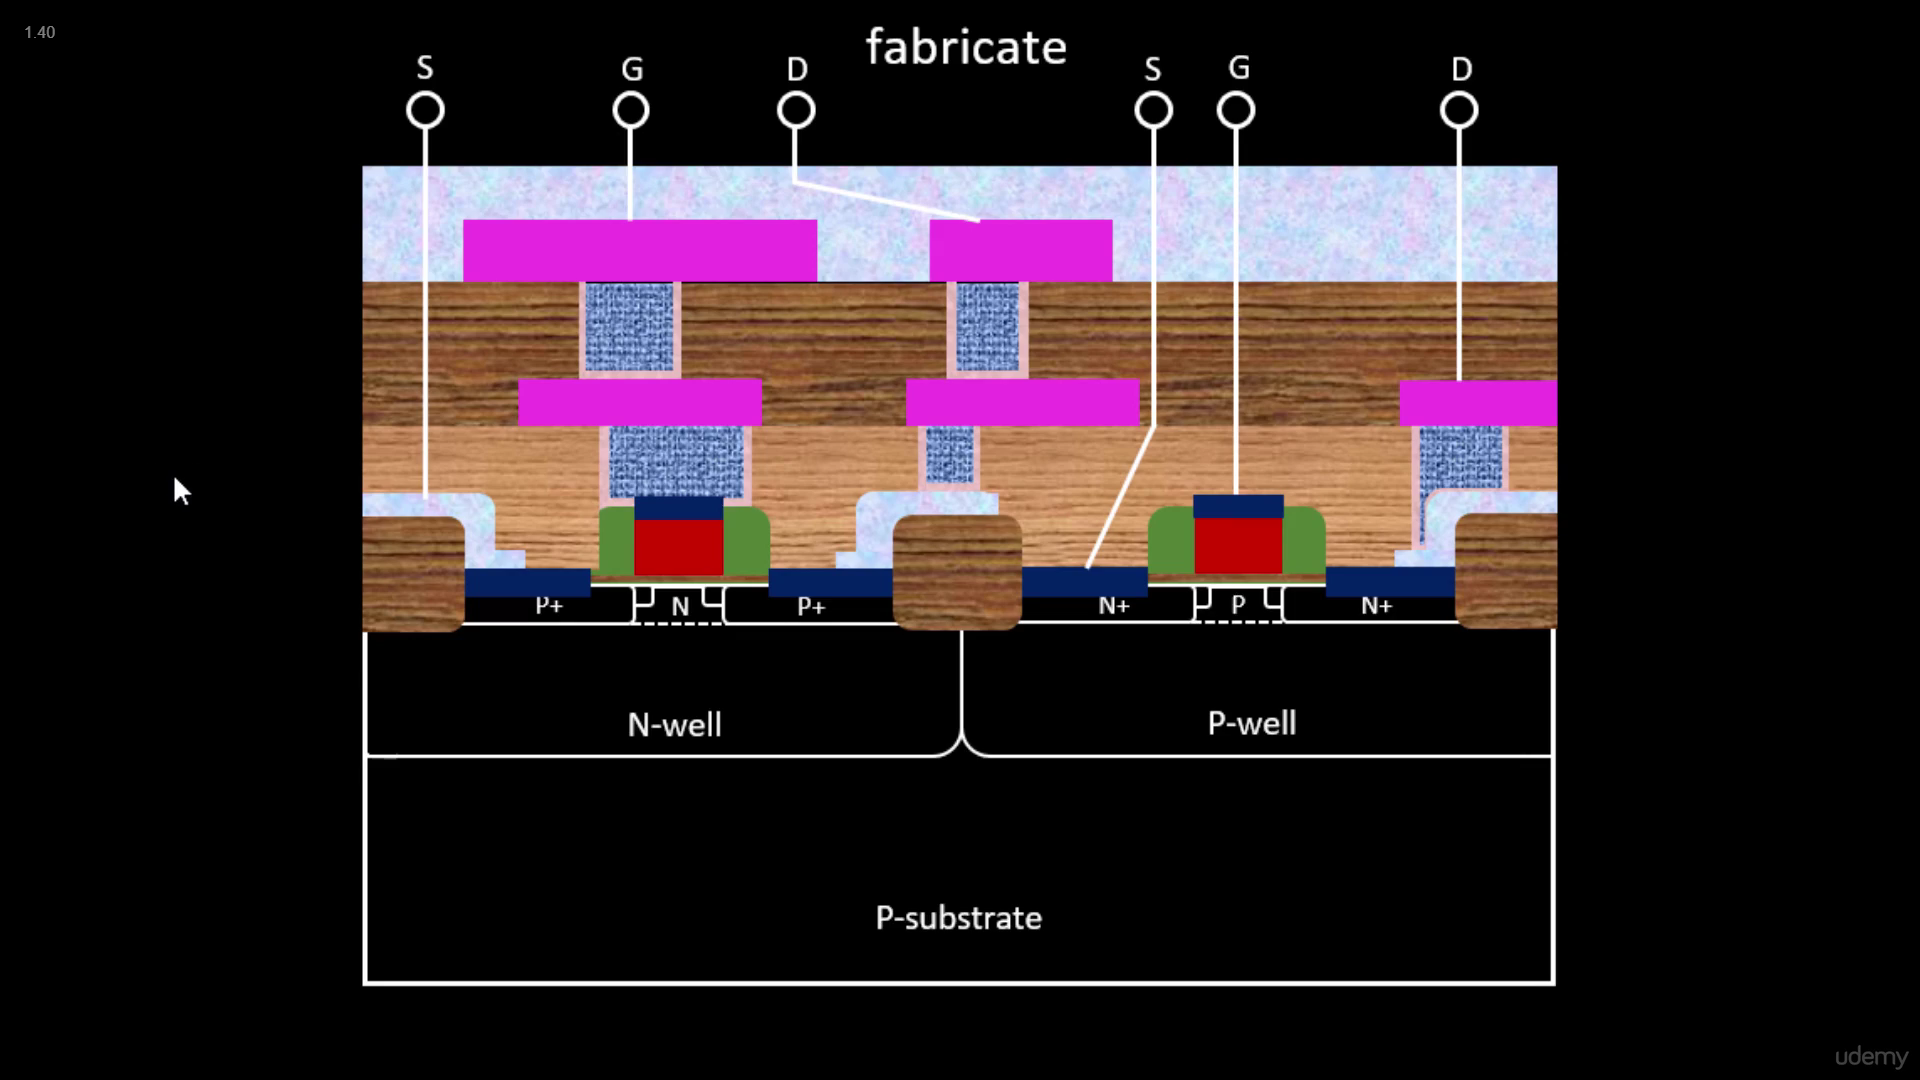 1.40
fabricate
S G D S G D
P+ N P+ N+ P N+
N-well P-well
P-substrate
udemy